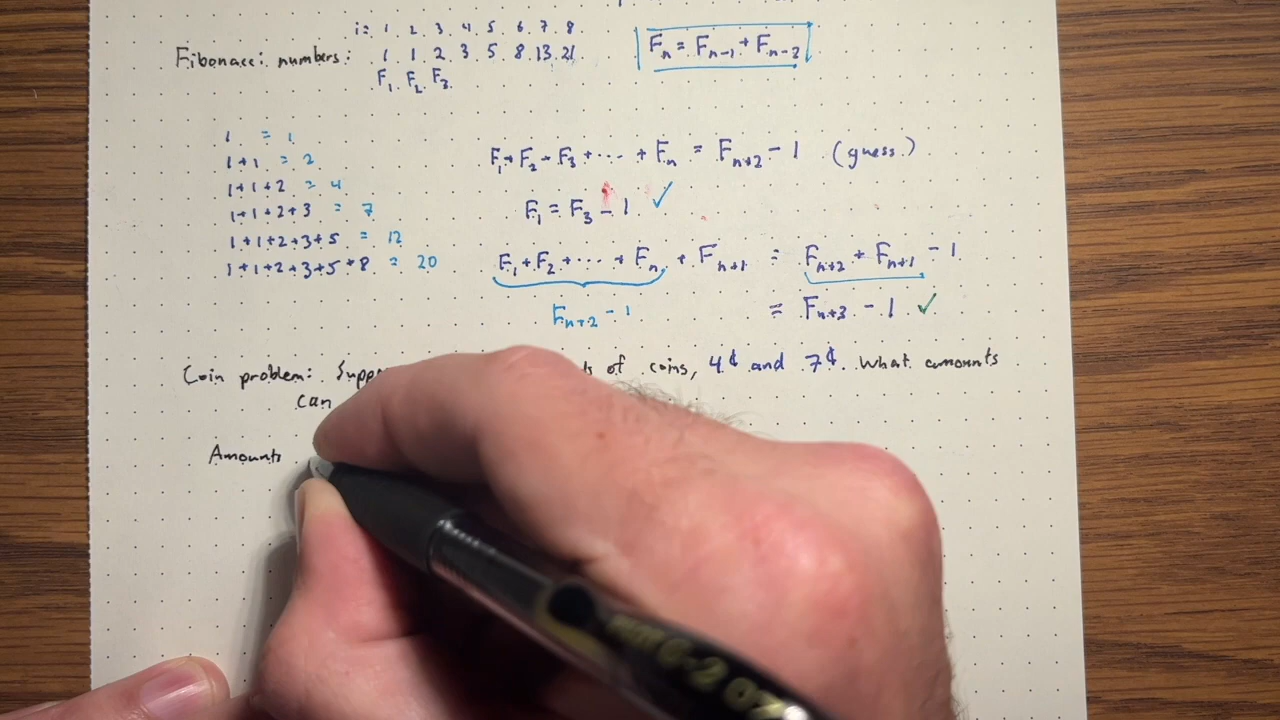 i = 1 2 3 4 5 6 7 8
Fibonacci numbers: 1 1 2 3 5 8 13 21
F₁ F₂ F₃
Fₙ = Fₙ₋₁ + Fₙ₋₂
1 = 1
1+1 = 2
1+1+2 = 4
1+1+2+3 = 7
1+1+2+3+5 = 12
1+1+2+3+5+8 = 20
F₁ + F₂ + F₃ + ... + Fₙ = Fₙ₊₂ - 1 (guess)
F₁ = F₃ - 1 ✓
F₁ + F₂ + ... + Fₙ + Fₙ₊₁ = Fₙ₊₂ + Fₙ₊₁ - 1
Fₙ₊₂ - 1
= Fₙ₊₃ - 1 ✓
Coin problem: of coins, 4¢ and 7¢. What amounts
can
Amounts